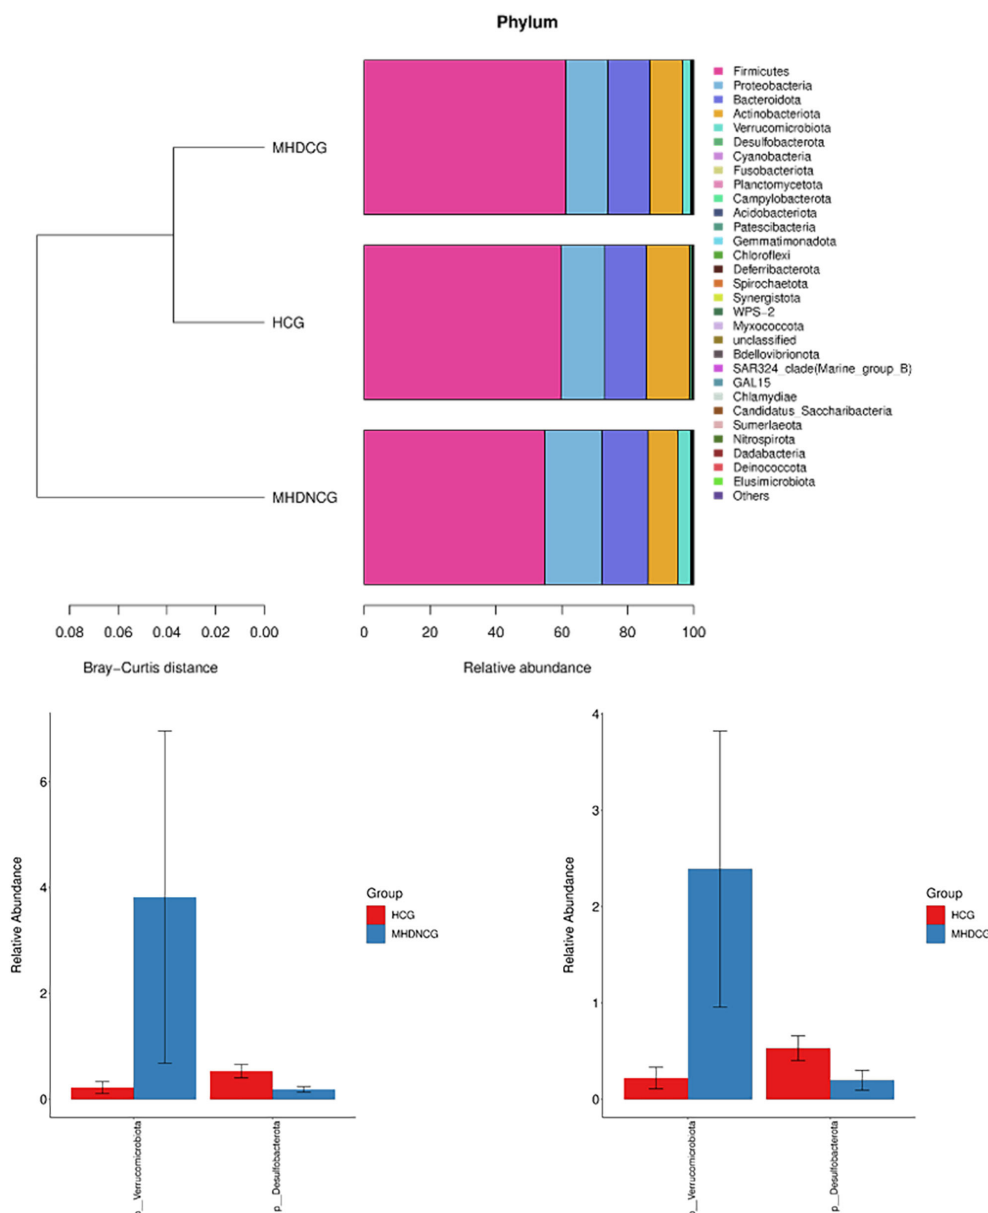 Phylum
MHDCG
HCG
MHDNCG
Firmicutes
Proteobacteria
Bacteroidota
Actinobacteriota
Verrucomicrobiota
Desulfobacterota
Cyanobacteria
Fusobacteriota
Planctomycetota
Campylobacterota
Acidobacteriota
Patescibacteria
Gemmatimonadota
Chloroflexi
Deferribacterota
Spirochaetota
Synergistota
WPS-2
Myxococcota
unclassified
Bdellovibrionota
SAR324_clade(Marine_group_B)
GAL15
Chlamydiae
Candidatus_Saccharibacteria
Sumerlaeota
Nitrospirota
Dadabacteria
Deinococcota
Elusimicrobiota
Others
0.08 0.06 0.04 0.02 0.00
Bray-Curtis distance
0 20 40 60 80 100
Relative abundance
6
4
2
0
Relative Abundance
p__Verrucomicrobiota
p__Desulfobacterota
Group
HCG
MHDNCG
4
3
2
1
0
Relative Abundance
p__Verrucomicrobiota
p__Desulfobacterota
Group
HCG
MHDCG